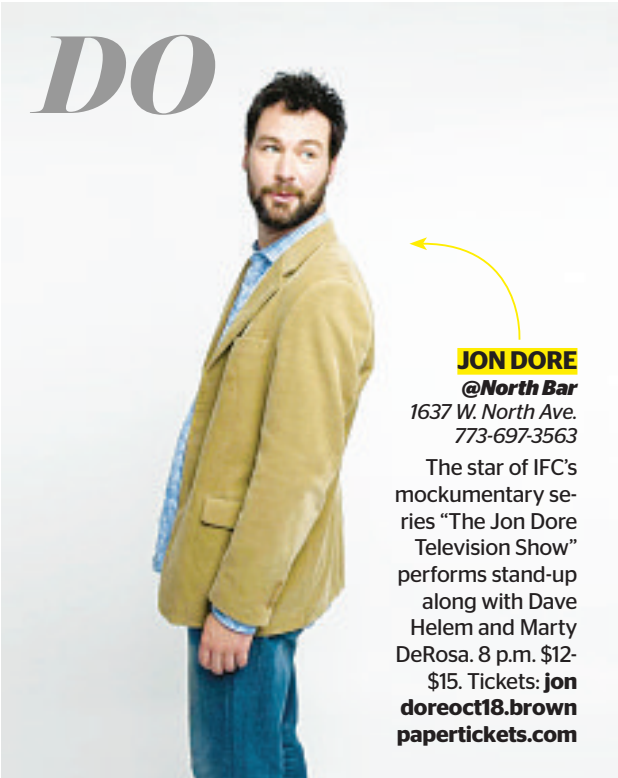 DO
JON DORE
@North Bar
1637 W. North Ave.
773-697-3563
The star of IFC’s
mockumentary se-
ries “The Jon Dore
Television Show”
performs stand-up
along with Dave
Helem and Marty
DeRosa. 8 p.m. $12-
$15. Tickets: jon
doreoct18.brown
papertickets.com